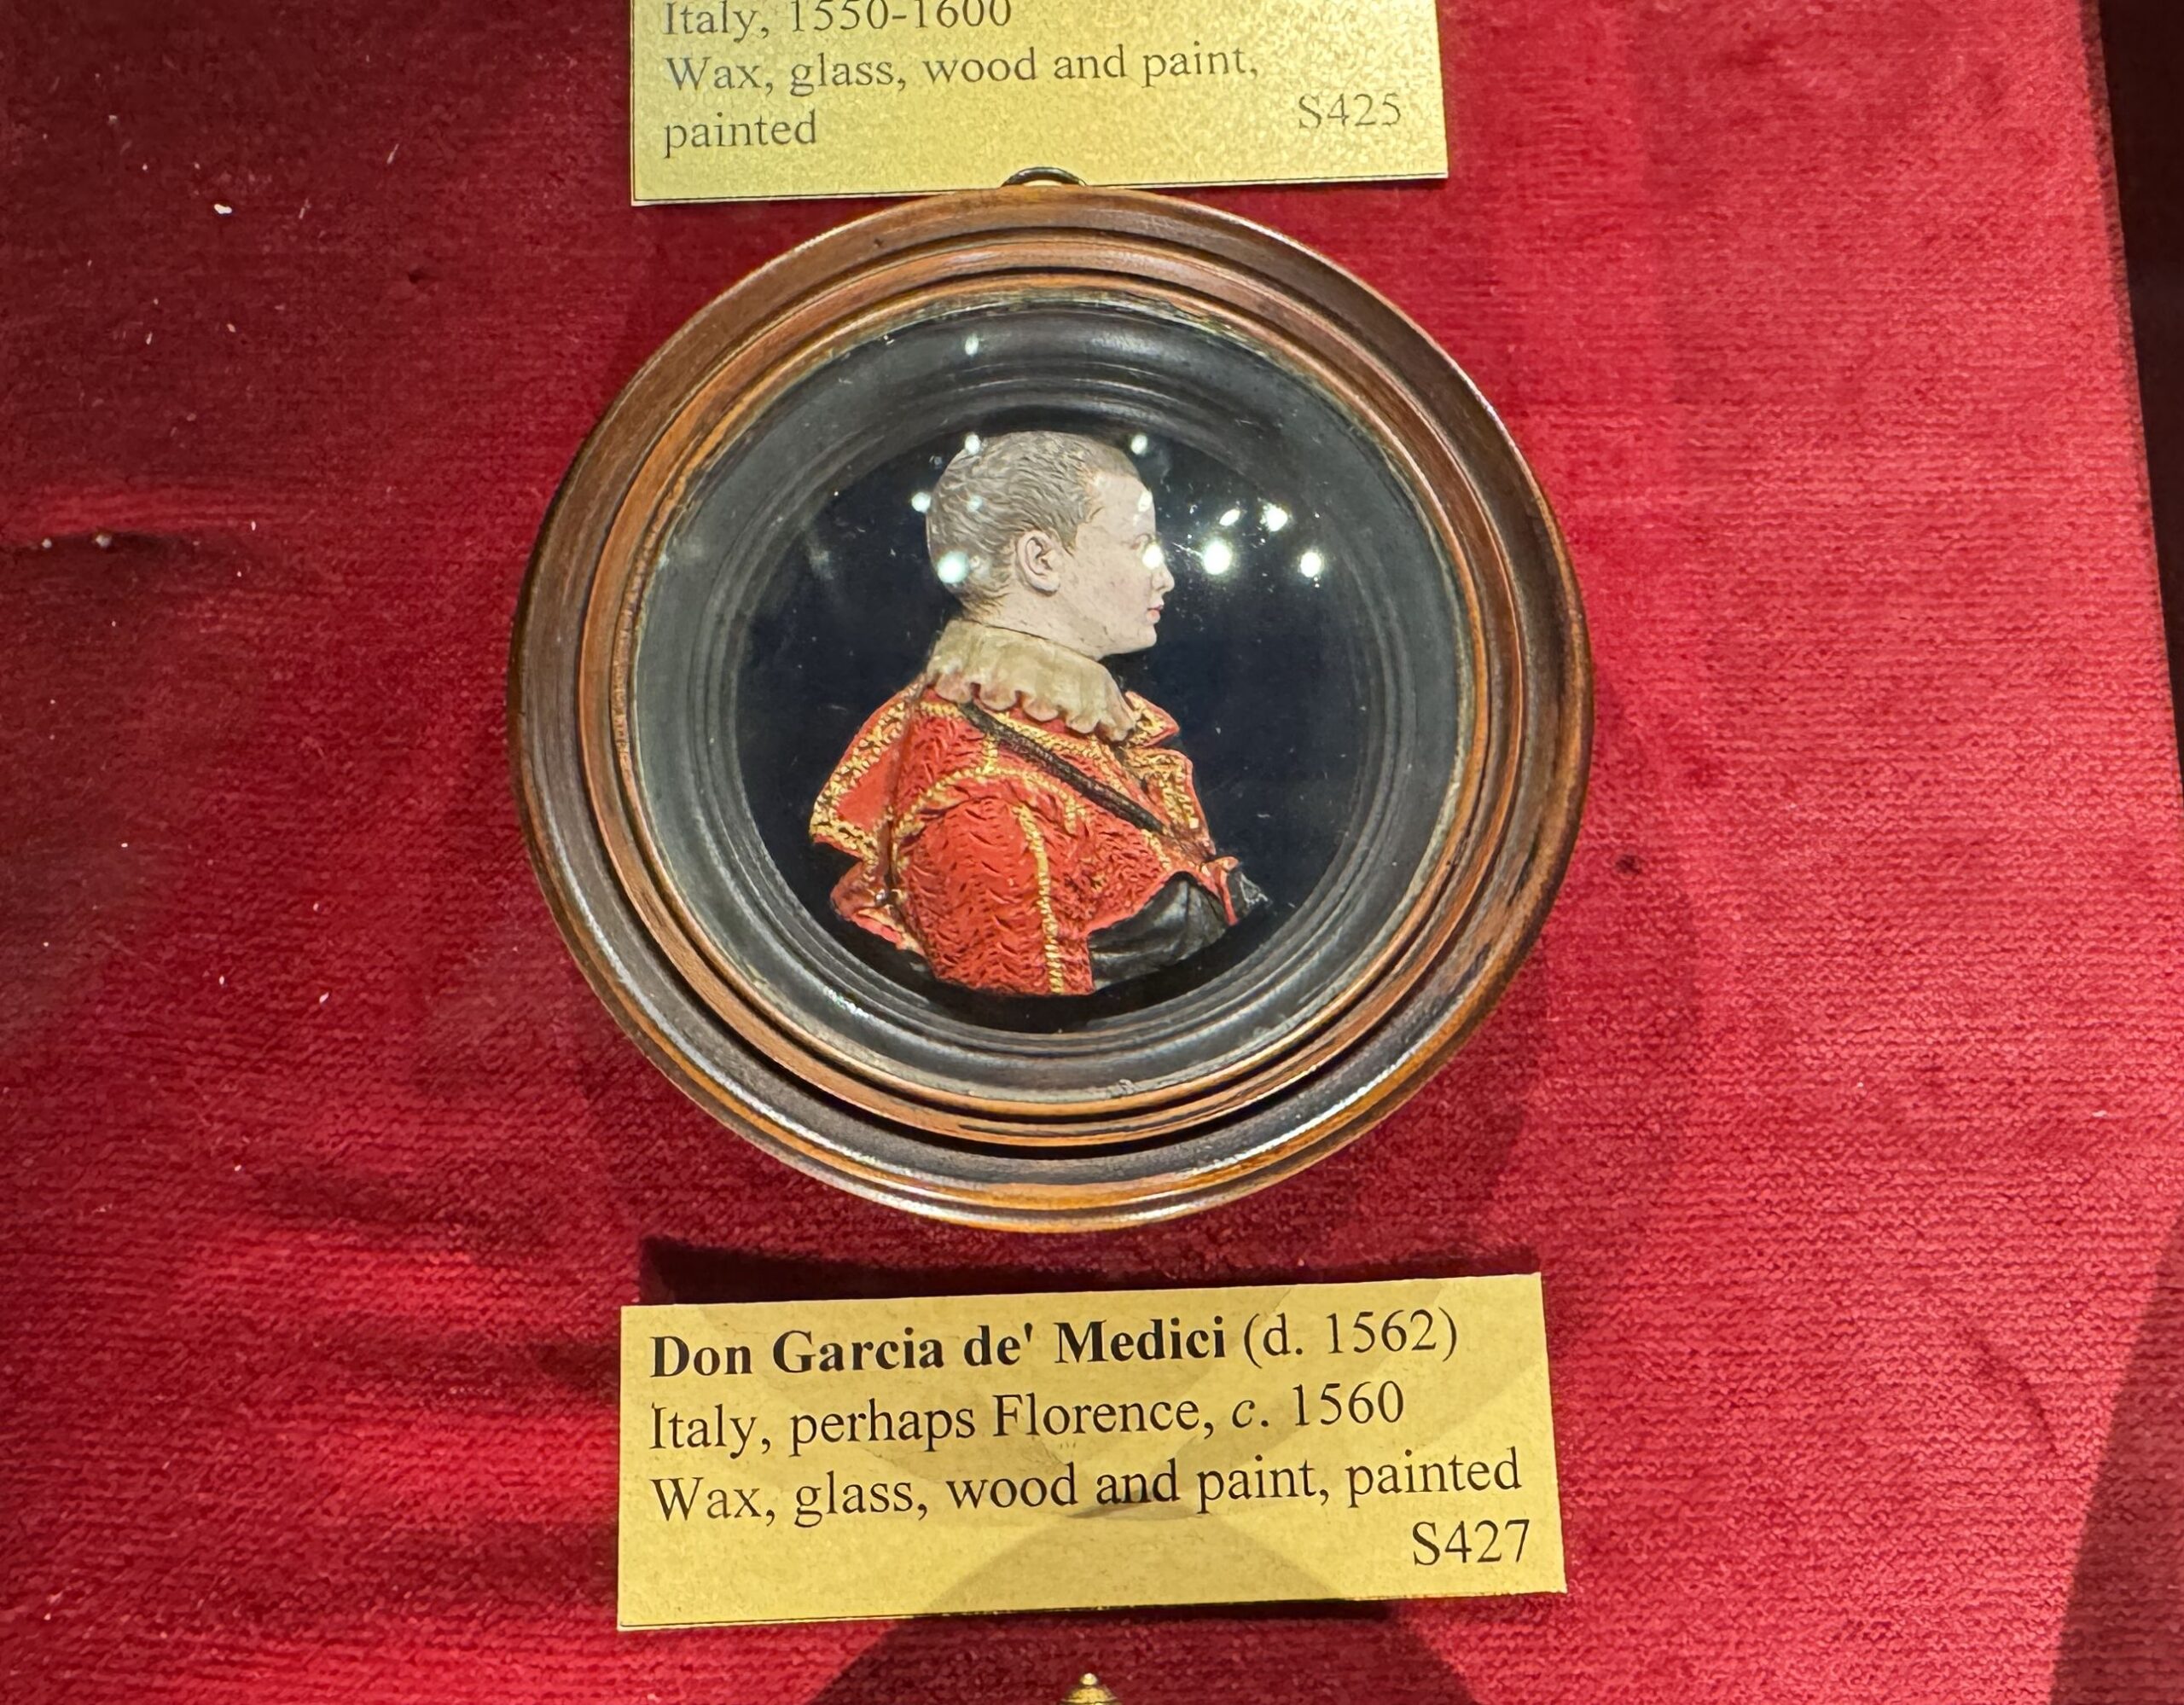 Italy, 1550-1600
Wax, glass, wood and paint,
painted
S425
Don Garcia de' Medici (d. 1562)
Italy, perhaps Florence, c. 1560
Wax, glass, wood and paint, painted
S427